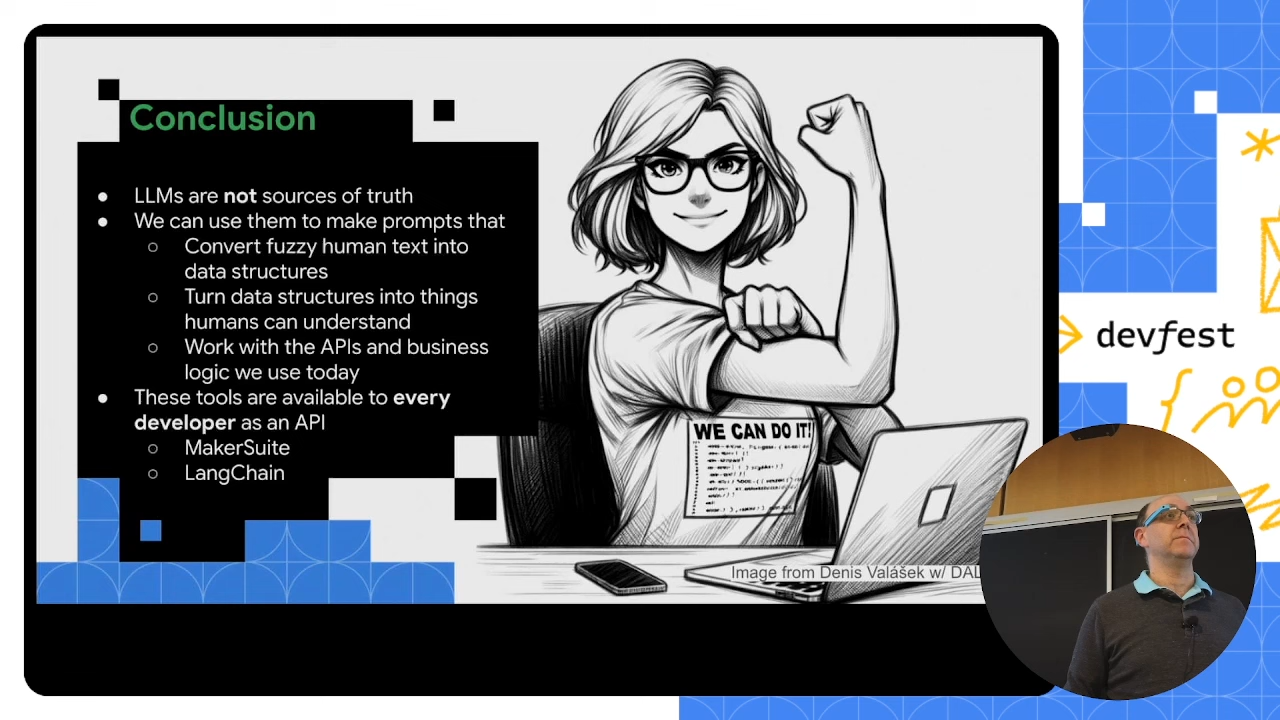 Conclusion
● LLMs are not sources of truth
● We can use them to make prompts that
○ Convert fuzzy human text into
data structures
○ Turn data structures into things
humans can understand
○ Work with the APIs and business
logic we use today
● These tools are available to every
developer as an API
○ MakerSuite
○ LangChain
WE CAN DO IT!
Image from Denis Valášek w/ DAL
devfest